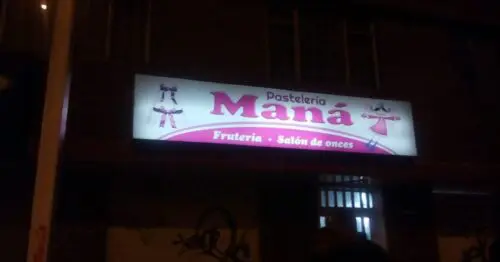 Pastelería
Maná
Frutería · Salón de onces